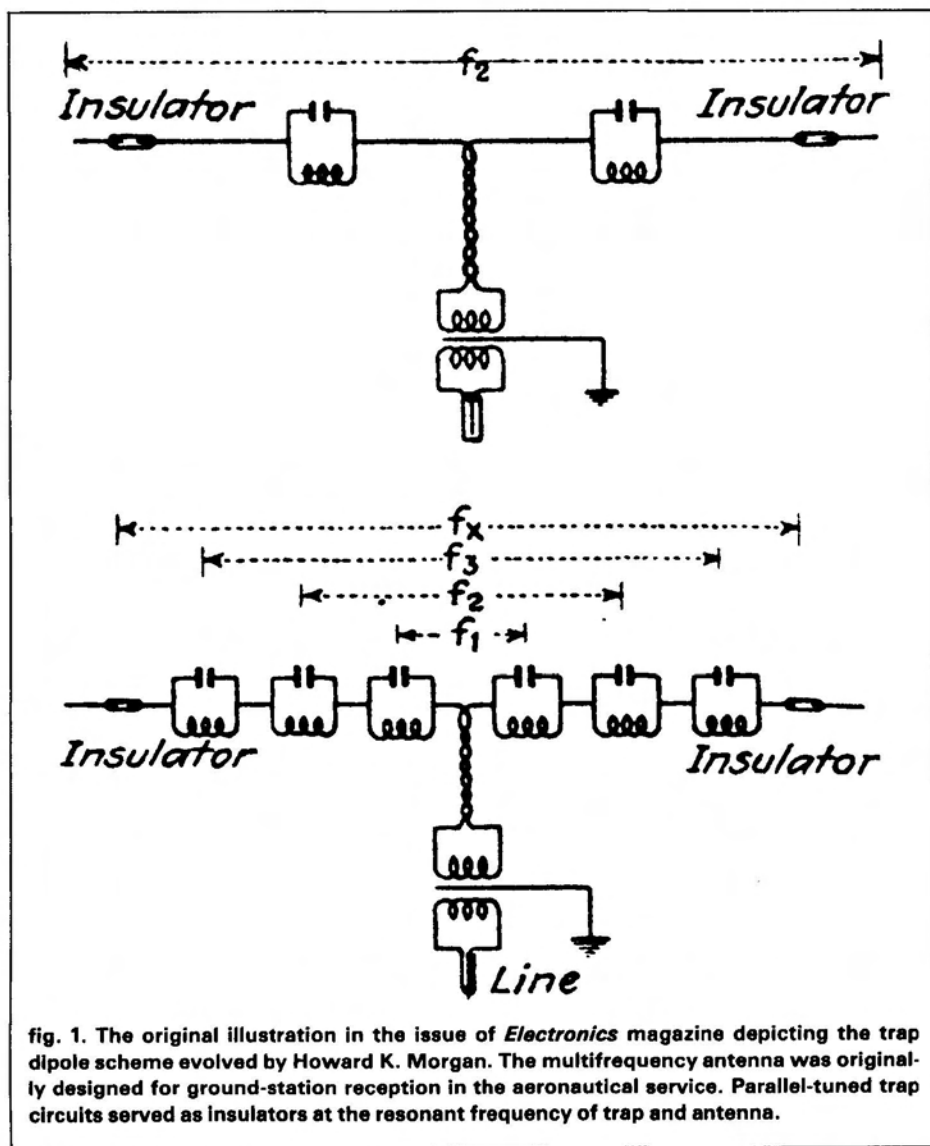 f2
Insulator Insulator
fx
f3
f2
f1
Insulator Insulator
Line
fig. 1. The original illustration in the issue of Electronics magazine depicting the trap
dipole scheme evolved by Howard K. Morgan. The multifrequency antenna was original-
ly designed for ground-station reception in the aeronautical service. Parallel-tuned trap
circuits served as insulators at the resonant frequency of trap and antenna.